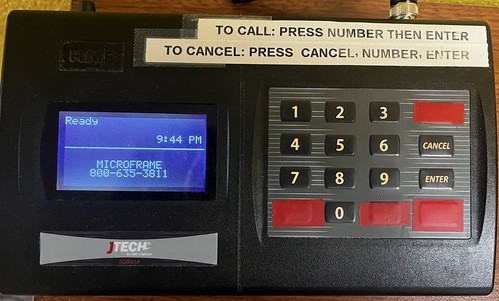 TO CALL: PRESS NUMBER THEN ENTER
TO CANCEL: PRESS CANCEL, NUMBER, ENTER
Ready
9:44 PM
MICROFRAME
800-635-3811
1 2 3
4 5 6 CANCEL
7 8 9 ENTER
0
JTECH